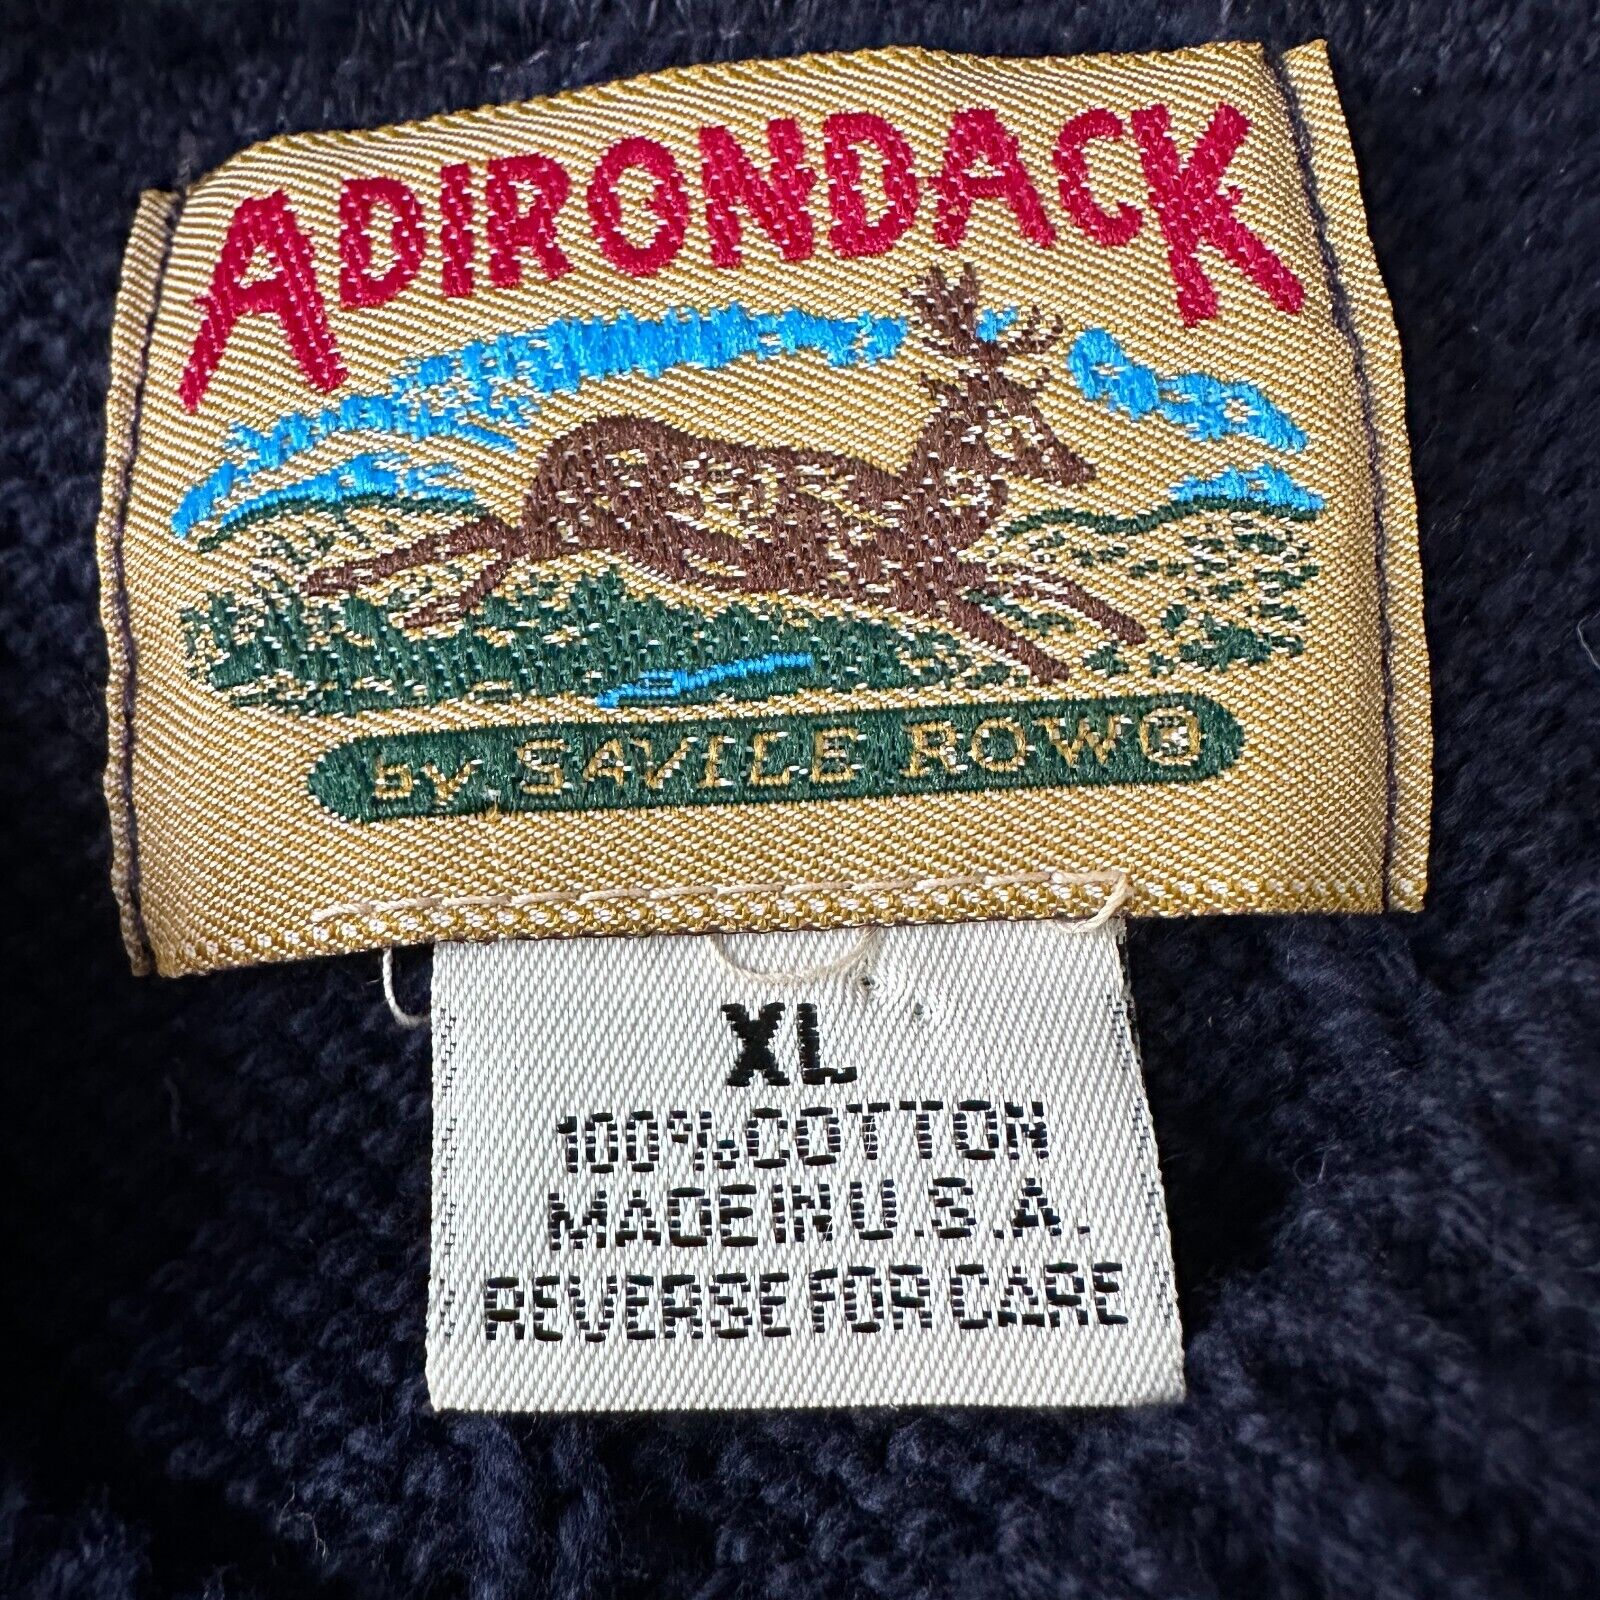 ADIRONDACK
by SAVILE ROW®
XL
100% COTTON
MADE IN U.S.A.
REVERSE FOR CARE